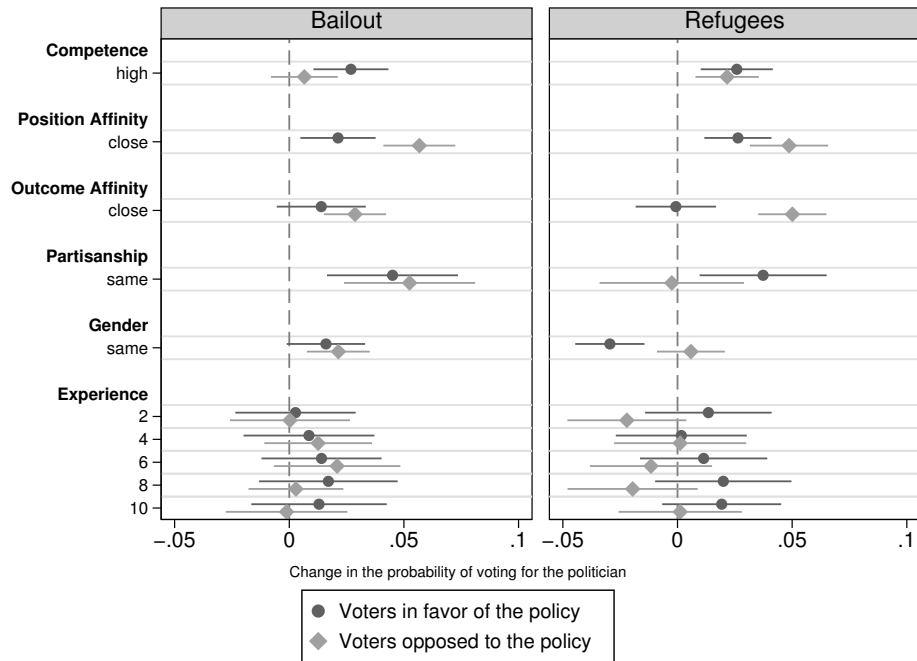 Bailout
Refugees
Competence
high
Position Affinity
close
Outcome Affinity
close
Partisanship
same
Gender
same
Experience
2
4
6
8
10
-.05 0 .05 .1
-.05 0 .05 .1
Change in the probability of voting for the politician
Voters in favor of the policy
Voters opposed to the policy